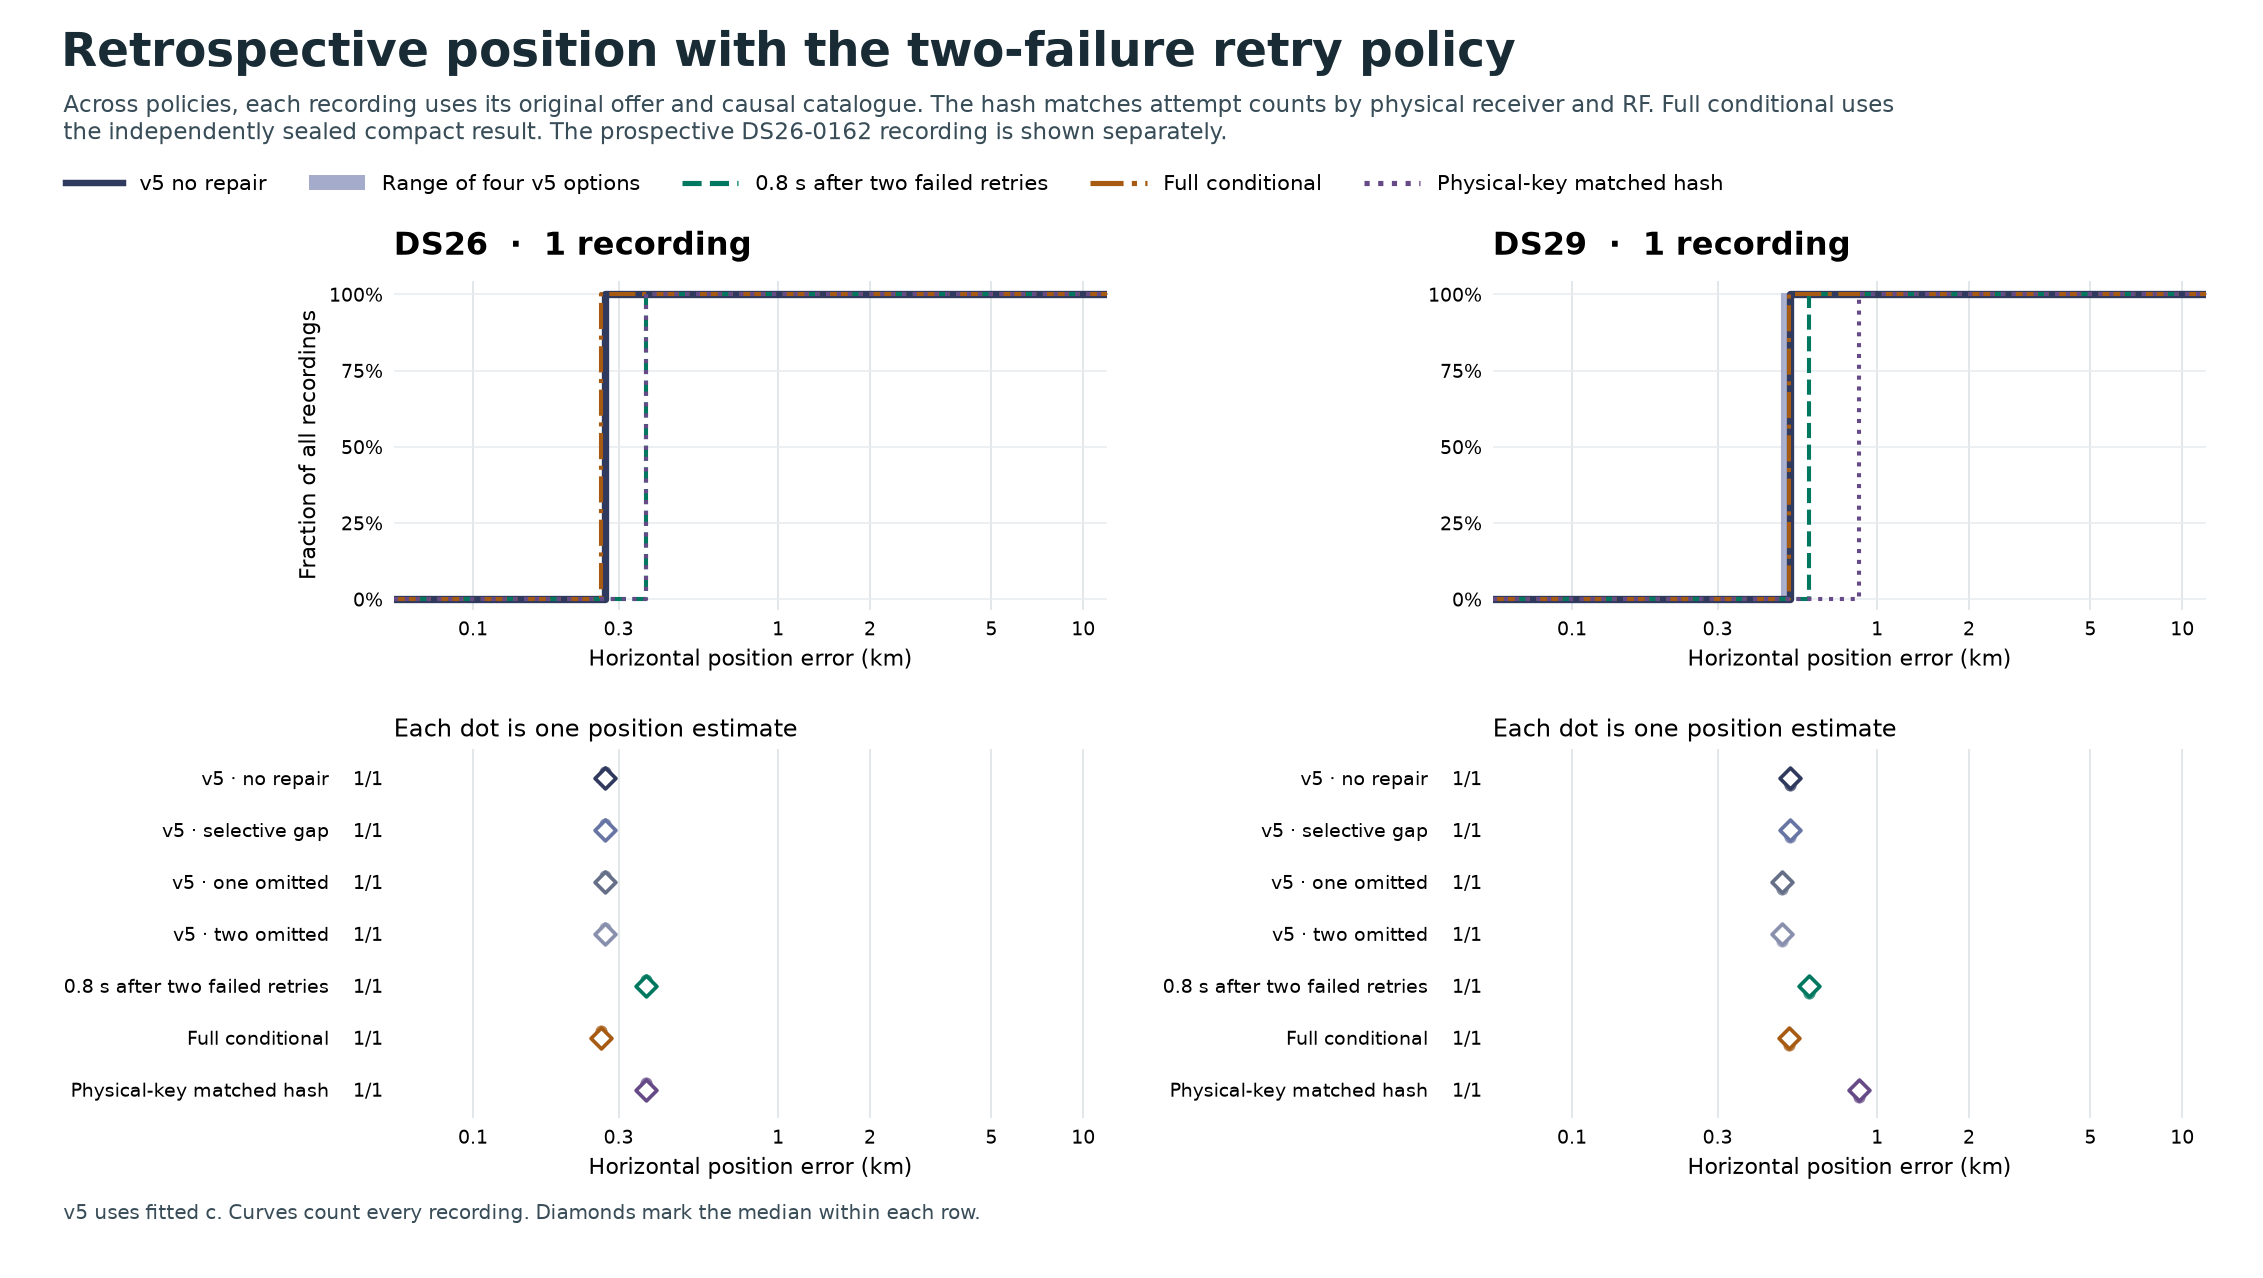 Retrospective position with the two-failure retry policy
Across policies, each recording uses its original offer and causal catalogue. The hash matches attempt counts by physical receiver and RF. Full conditional uses
the independently sealed compact result. The prospective DS26-0162 recording is shown separately.
v5 no repair   Range of four v5 options   0.8 s after two failed retries   Full conditional   Physical-key matched hash
DS26 · 1 recording
Fraction of all recordings
100%
75%
50%
25%
0%
0.1 0.3 1 2 5 10
Horizontal position error (km)
DS29 · 1 recording
100%
75%
50%
25%
0%
0.1 0.3 1 2 5 10
Horizontal position error (km)
Each dot is one position estimate
v5 · no repair 1/1
v5 · selective gap 1/1
v5 · one omitted 1/1
v5 · two omitted 1/1
0.8 s after two failed retries 1/1
Full conditional 1/1
Physical-key matched hash 1/1
0.1 0.3 1 2 5 10
Horizontal position error (km)
Each dot is one position estimate
v5 · no repair 1/1
v5 · selective gap 1/1
v5 · one omitted 1/1
v5 · two omitted 1/1
0.8 s after two failed retries 1/1
Full conditional 1/1
Physical-key matched hash 1/1
0.1 0.3 1 2 5 10
Horizontal position error (km)
v5 uses fitted c. Curves count every recording. Diamonds mark the median within each row.